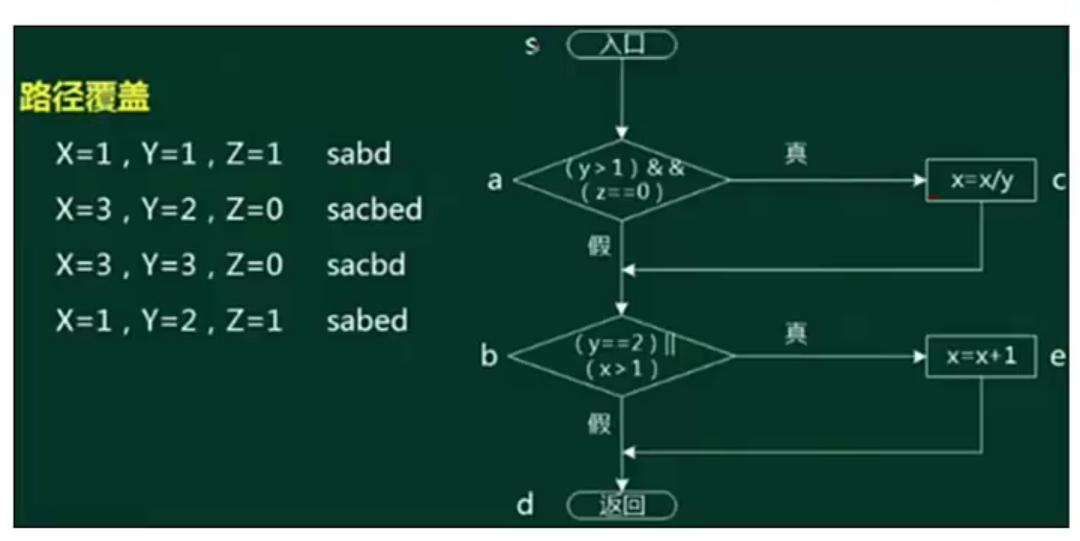 s 入口
路径覆盖
X=1 , Y=1 , Z=1 sabd
X=3 , Y=2 , Z=0 sacbed
X=3 , Y=3 , Z=0 sacbd
X=1 , Y=2 , Z=1 sabed
a
(y>1)&&
(z==0)
真
x=x/y c
假
b
(y==2)||
(x>1)
真
x=x+1 e
假
d 返回